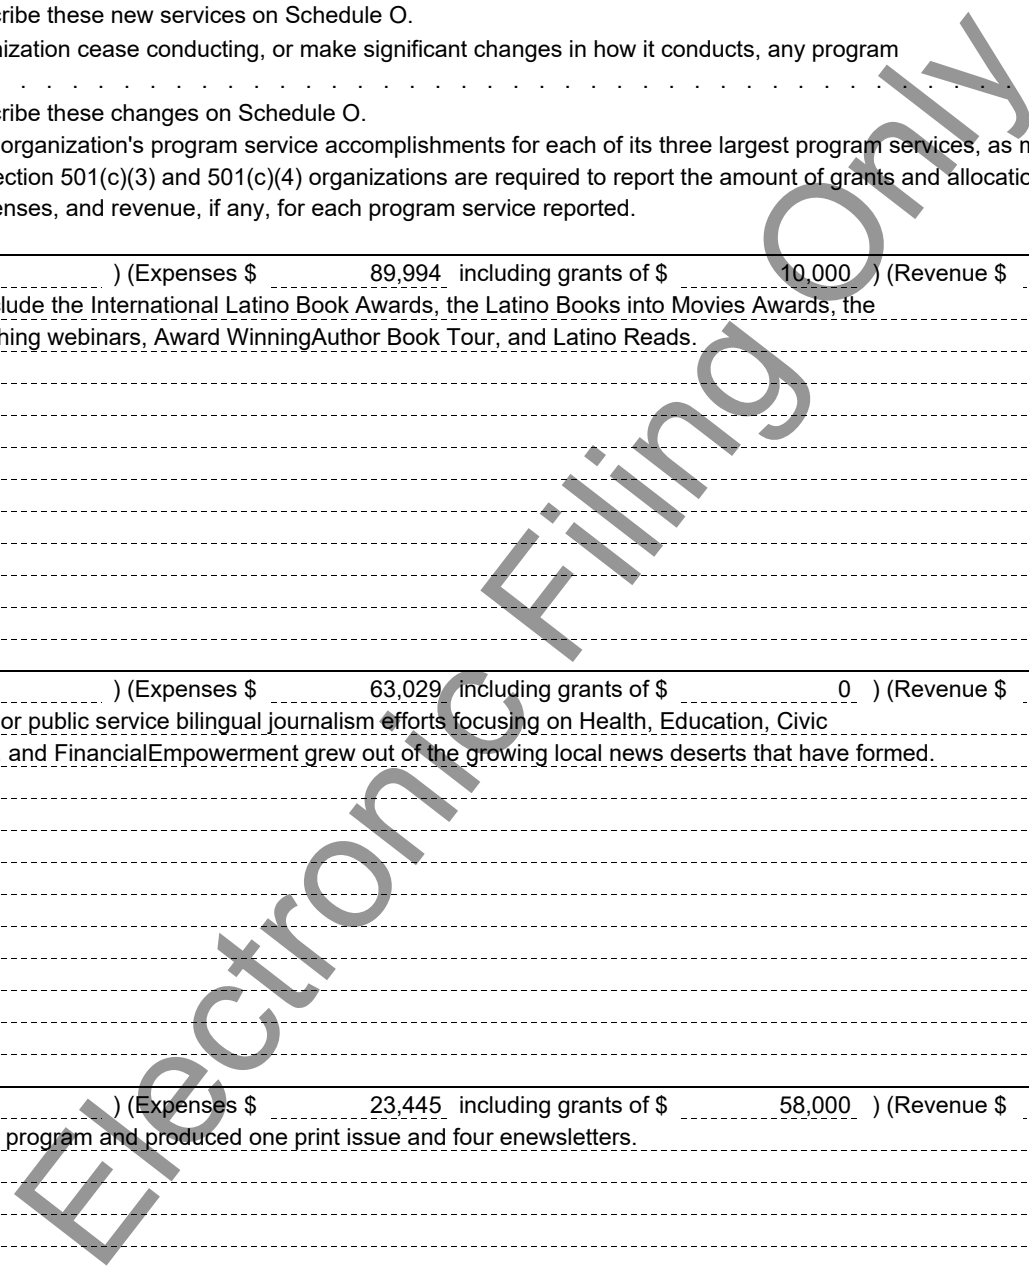 ribe these new services on Schedule O.
nization cease conducting, or make significant changes in how it conducts, any program
. . . . . . . . . . . . . . . . . . . . . . . . . . . . . . . . . . . . . . .
ribe these changes on Schedule O.
organization's program service accomplishments for each of its three largest program services, as m
ection 501(c)(3) and 501(c)(4) organizations are required to report the amount of grants and allocatio
enses, and revenue, if any, for each program service reported.
) (Expenses $ 89,994 including grants of $ 10,000 ) (Revenue $
clude the International Latino Book Awards, the Latino Books into Movies Awards, the
hing webinars, Award WinningAuthor Book Tour, and Latino Reads.
) (Expenses $ 63,029 including grants of $ 0 ) (Revenue $
or public service bilingual journalism efforts focusing on Health, Education, Civic
and FinancialEmpowerment grew out of the growing local news deserts that have formed.
) (Expenses $ 23,445 including grants of $ 58,000 ) (Revenue $
program and produced one print issue and four enewsletters.
Electronic Filing Only